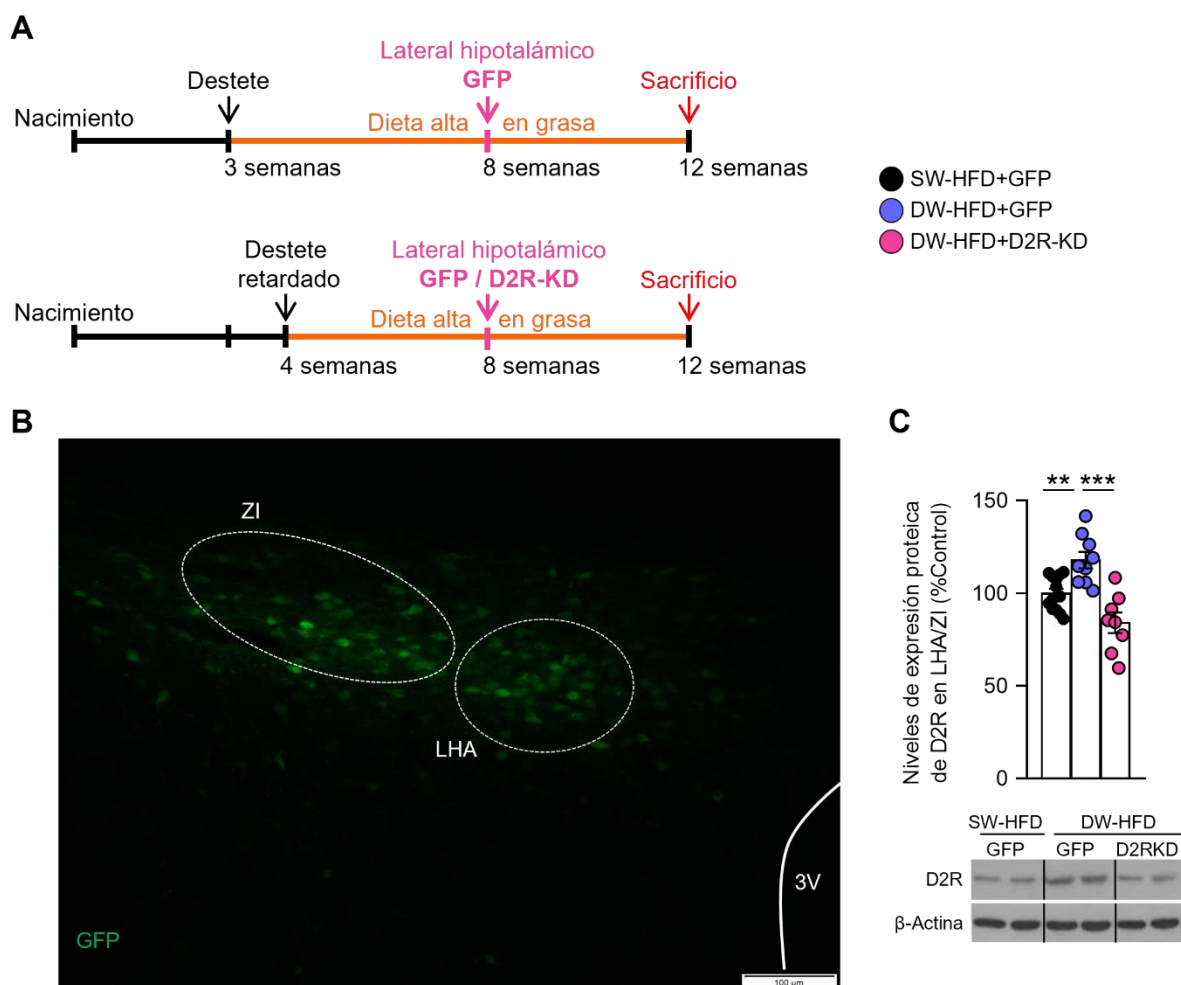 A
Lateral hipotalámico
GFP
Destete
Sacrificio
Nacimiento
Dieta alta en grasa
3 semanas
8 semanas
12 semanas
SW-HFD+GFP
DW-HFD+GFP
DW-HFD+D2R-KD
Destete
retardado
Lateral hipotalámico
GFP / D2R-KD
Sacrificio
Nacimiento
Dieta alta en grasa
4 semanas
8 semanas
12 semanas
B
ZI
LHA
3V
GFP
100 µm
C
** ***
Niveles de expresión proteica
de D2R en LHA/ZI (%Control)
150
100
50
0
SW-HFD DW-HFD
GFP GFP D2RKD
D2R
β-Actina